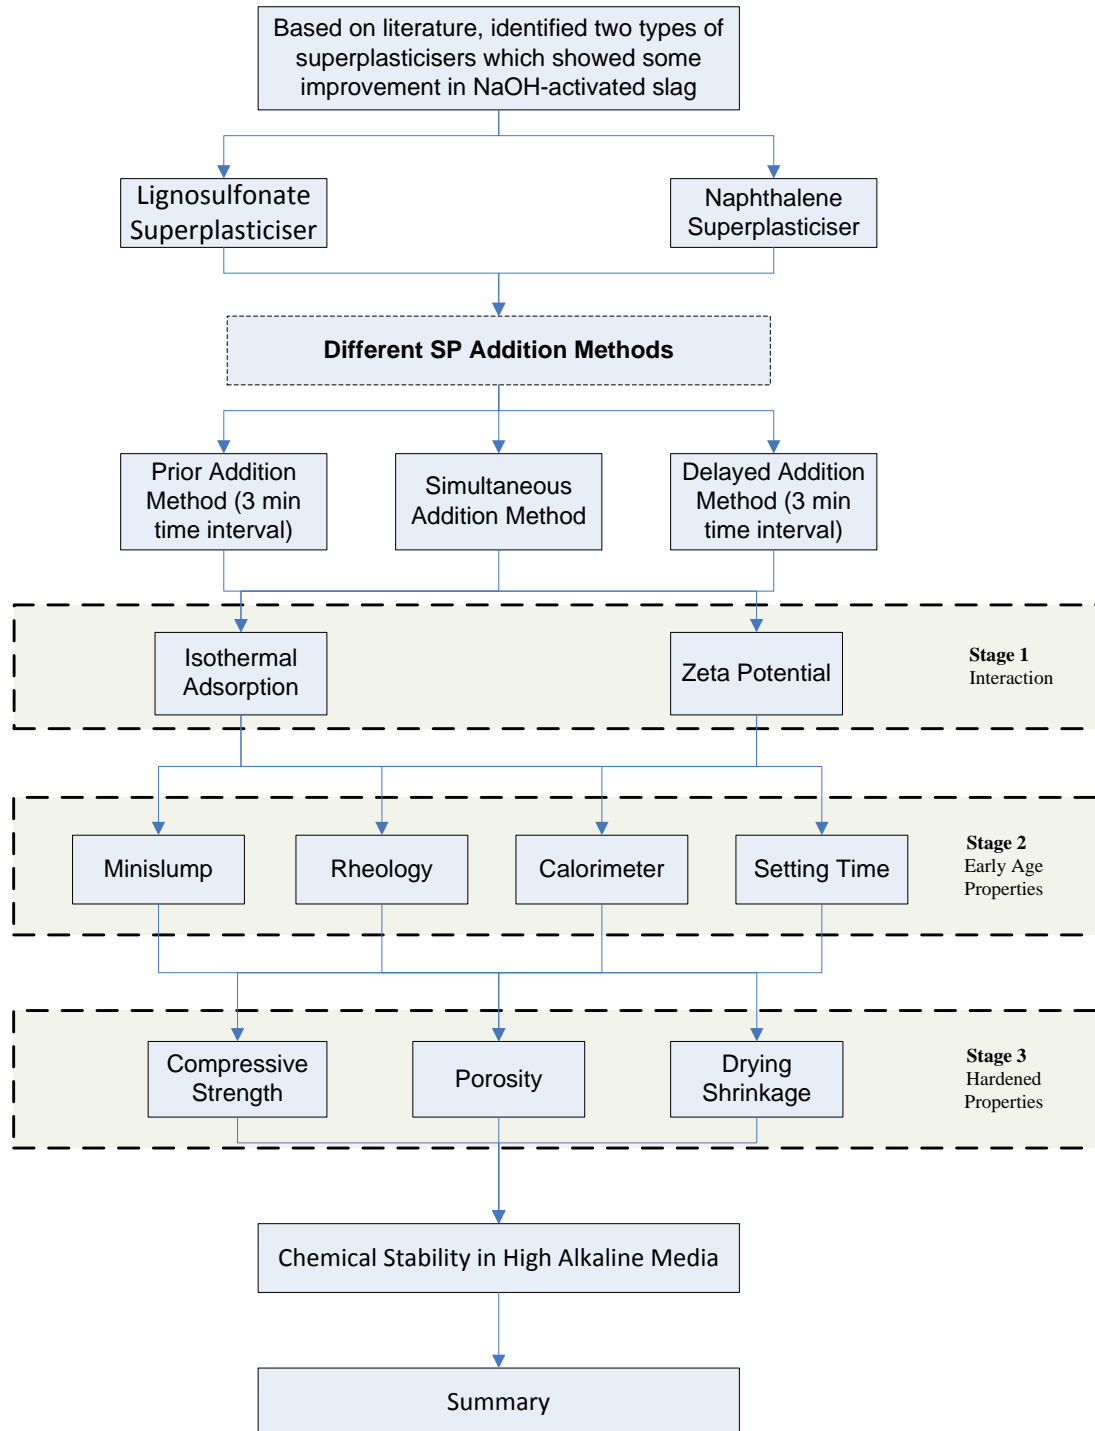 Based on literature, identified two types of
superplasticisers which showed some
improvement in NaOH-activated slag
Lignosulfonate
Superplasticiser
Naphthalene
Superplasticiser
Different SP Addition Methods
Prior Addition
Method (3 min
time interval)
Simultaneous
Addition Method
Delayed Addition
Method (3 min
time interval)
Isothermal
Adsorption
Zeta Potential
Stage 1
Interaction
Minislump
Rheology
Calorimeter
Setting Time
Stage 2
Early Age
Properties
Compressive
Strength
Porosity
Drying
Shrinkage
Stage 3
Hardened
Properties
Chemical Stability in High Alkaline Media
Summary